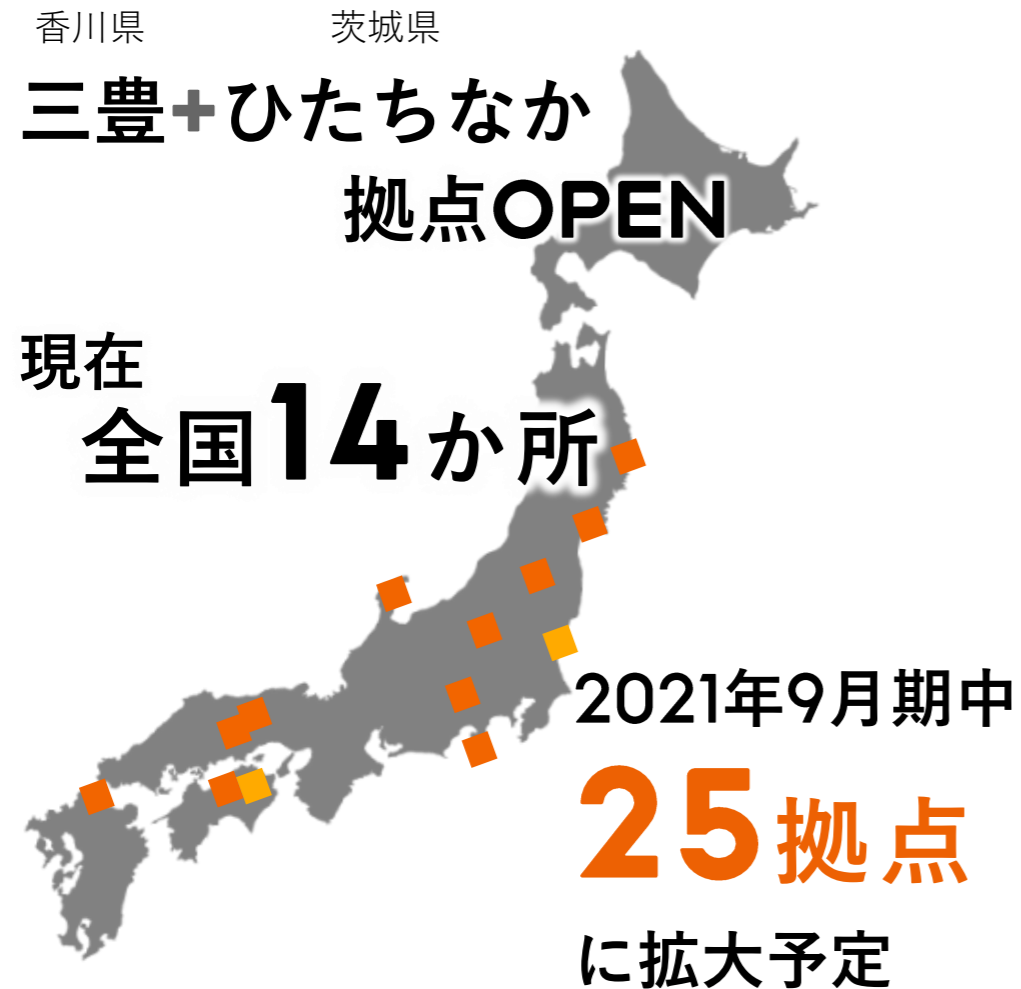 香川県 茨城県
三豊+ひたちなか
拠点OPEN
現在
全国14か所
2021年9月期中
25拠点
に拡大予定